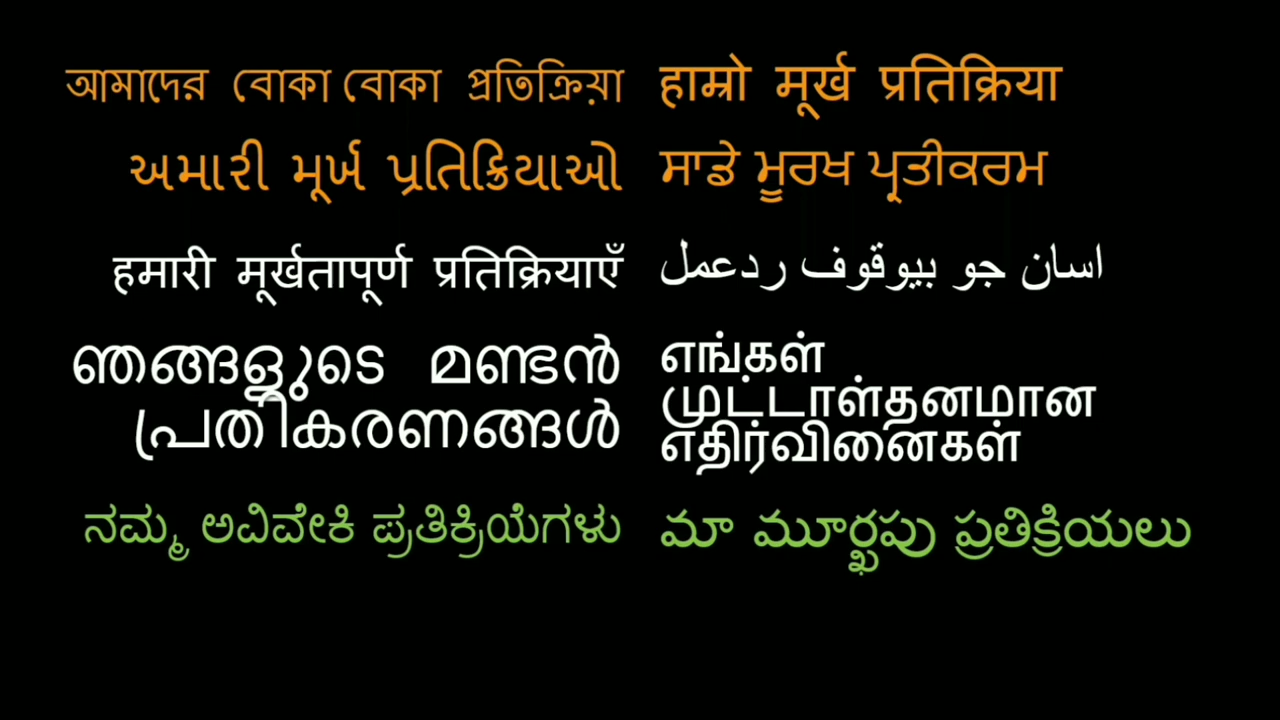 আমাদের বোকা বোকা প্রতিক্রিয়া
हाम्रो मूर्ख प्रतिक्रिया
અમારી મૂર્ખ પ્રતિક્રિયાઓ
ਸਾਡੇ ਮੂਰਖ ਪ੍ਰਤੀਕਰਮ
हमारी मूर्खतापूर्ण प्रतिक्रियाएँ
اسان جو بيوقوف ردعمل
ഞങ്ങളുടെ മണ്ടൻ
പ്രതികരണങ്ങൾ
எங்கள்
முட்டாள்தனமான
எதிர்வினைகள்
ನಮ್ಮ ಅವಿವೇಕಿ ಪ್ರತಿಕ್ರಿಯೆಗಳು
మా మూర్ఖపు ప్రతిక్రియలు